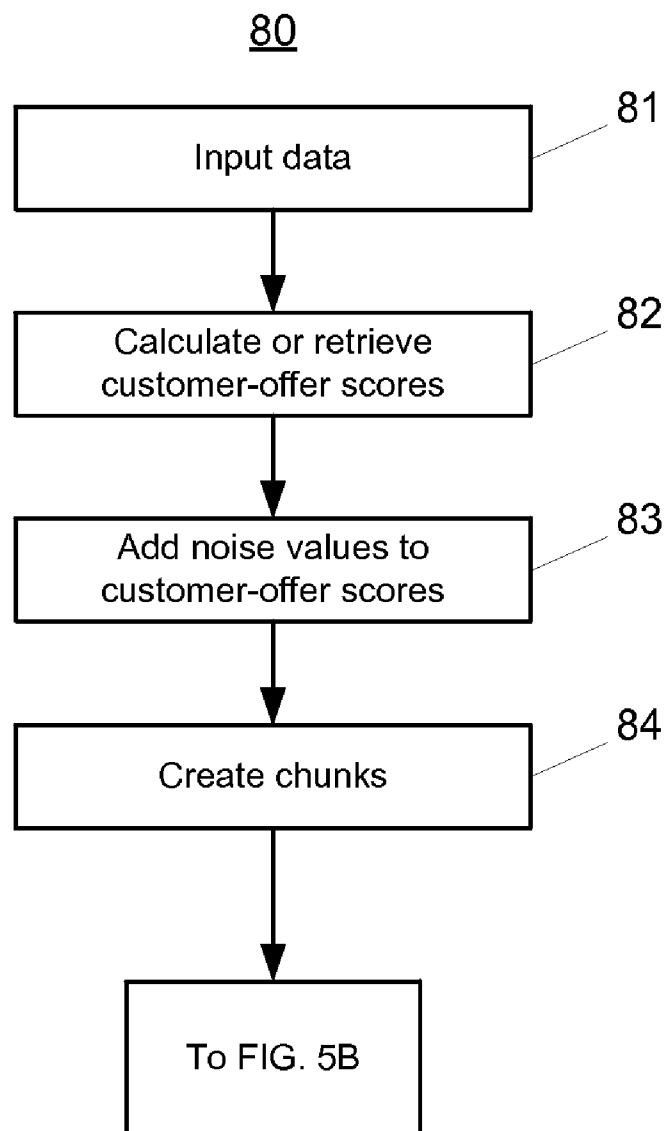 80
81
Input data
82
Calculate or retrieve
customer-offer scores
83
Add noise values to
customer-offer scores
84
Create chunks
To FIG. 5B